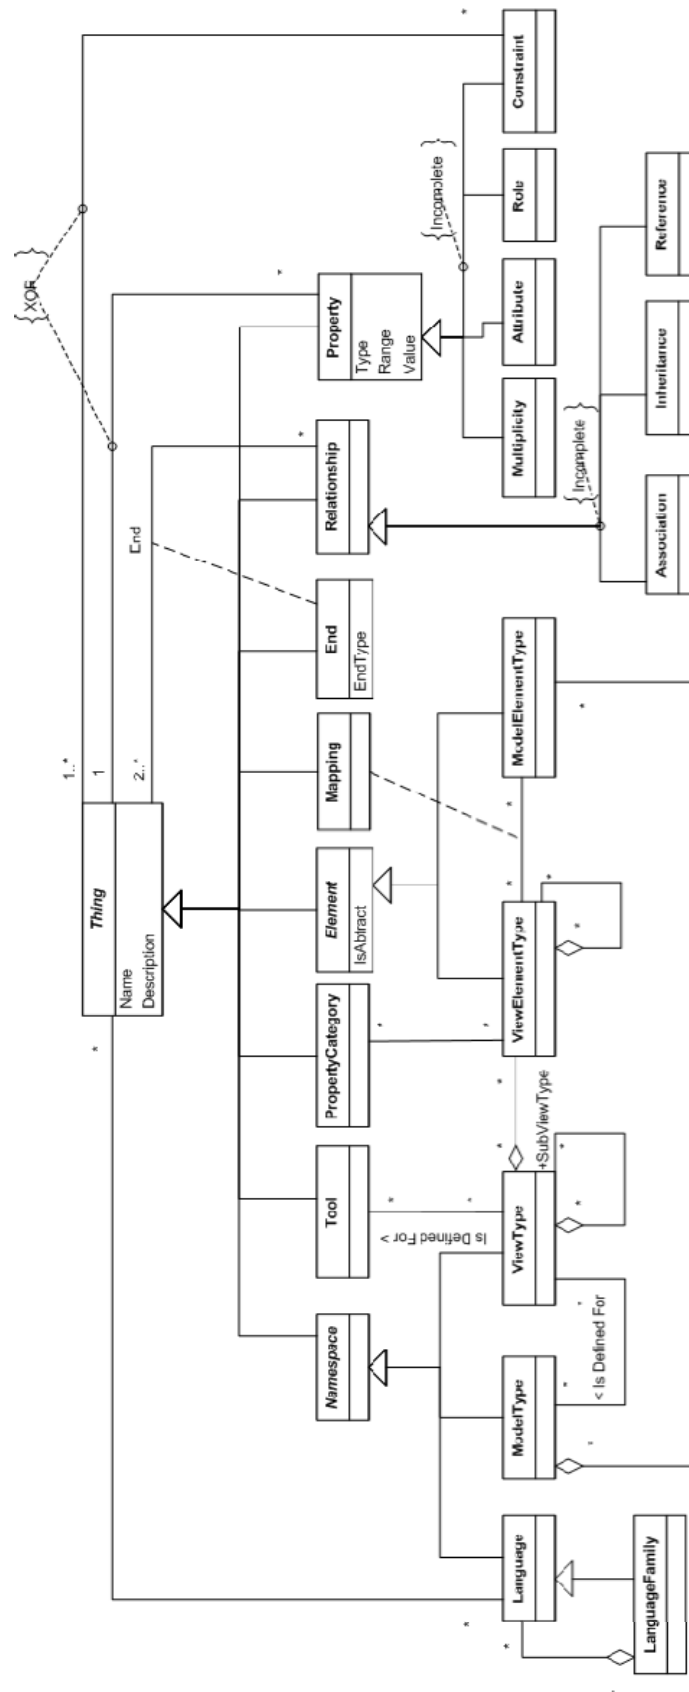 {XOR}
1..*
*
1
*
2..*
End
*
*
Thing
Name
Description
Namespace
Tool
PropertyCategory
Element
IsAbtract
Mapping
End
EndType
Relationship
Property
Type
Range
Value
Is Defined For >
*
*
*
*
{Incomplete}
*
Language
ModelType
ViewType
*
*
ViewElementType
*
*
ModelElementType
Multiplicity
Attribute
Role
Constraint
+SubViewType
*
*
*
*
*
*
*
*
*
< Is Defined For
*
{Incomplete}
LanguageFamily
Association
Inheritance
Reference